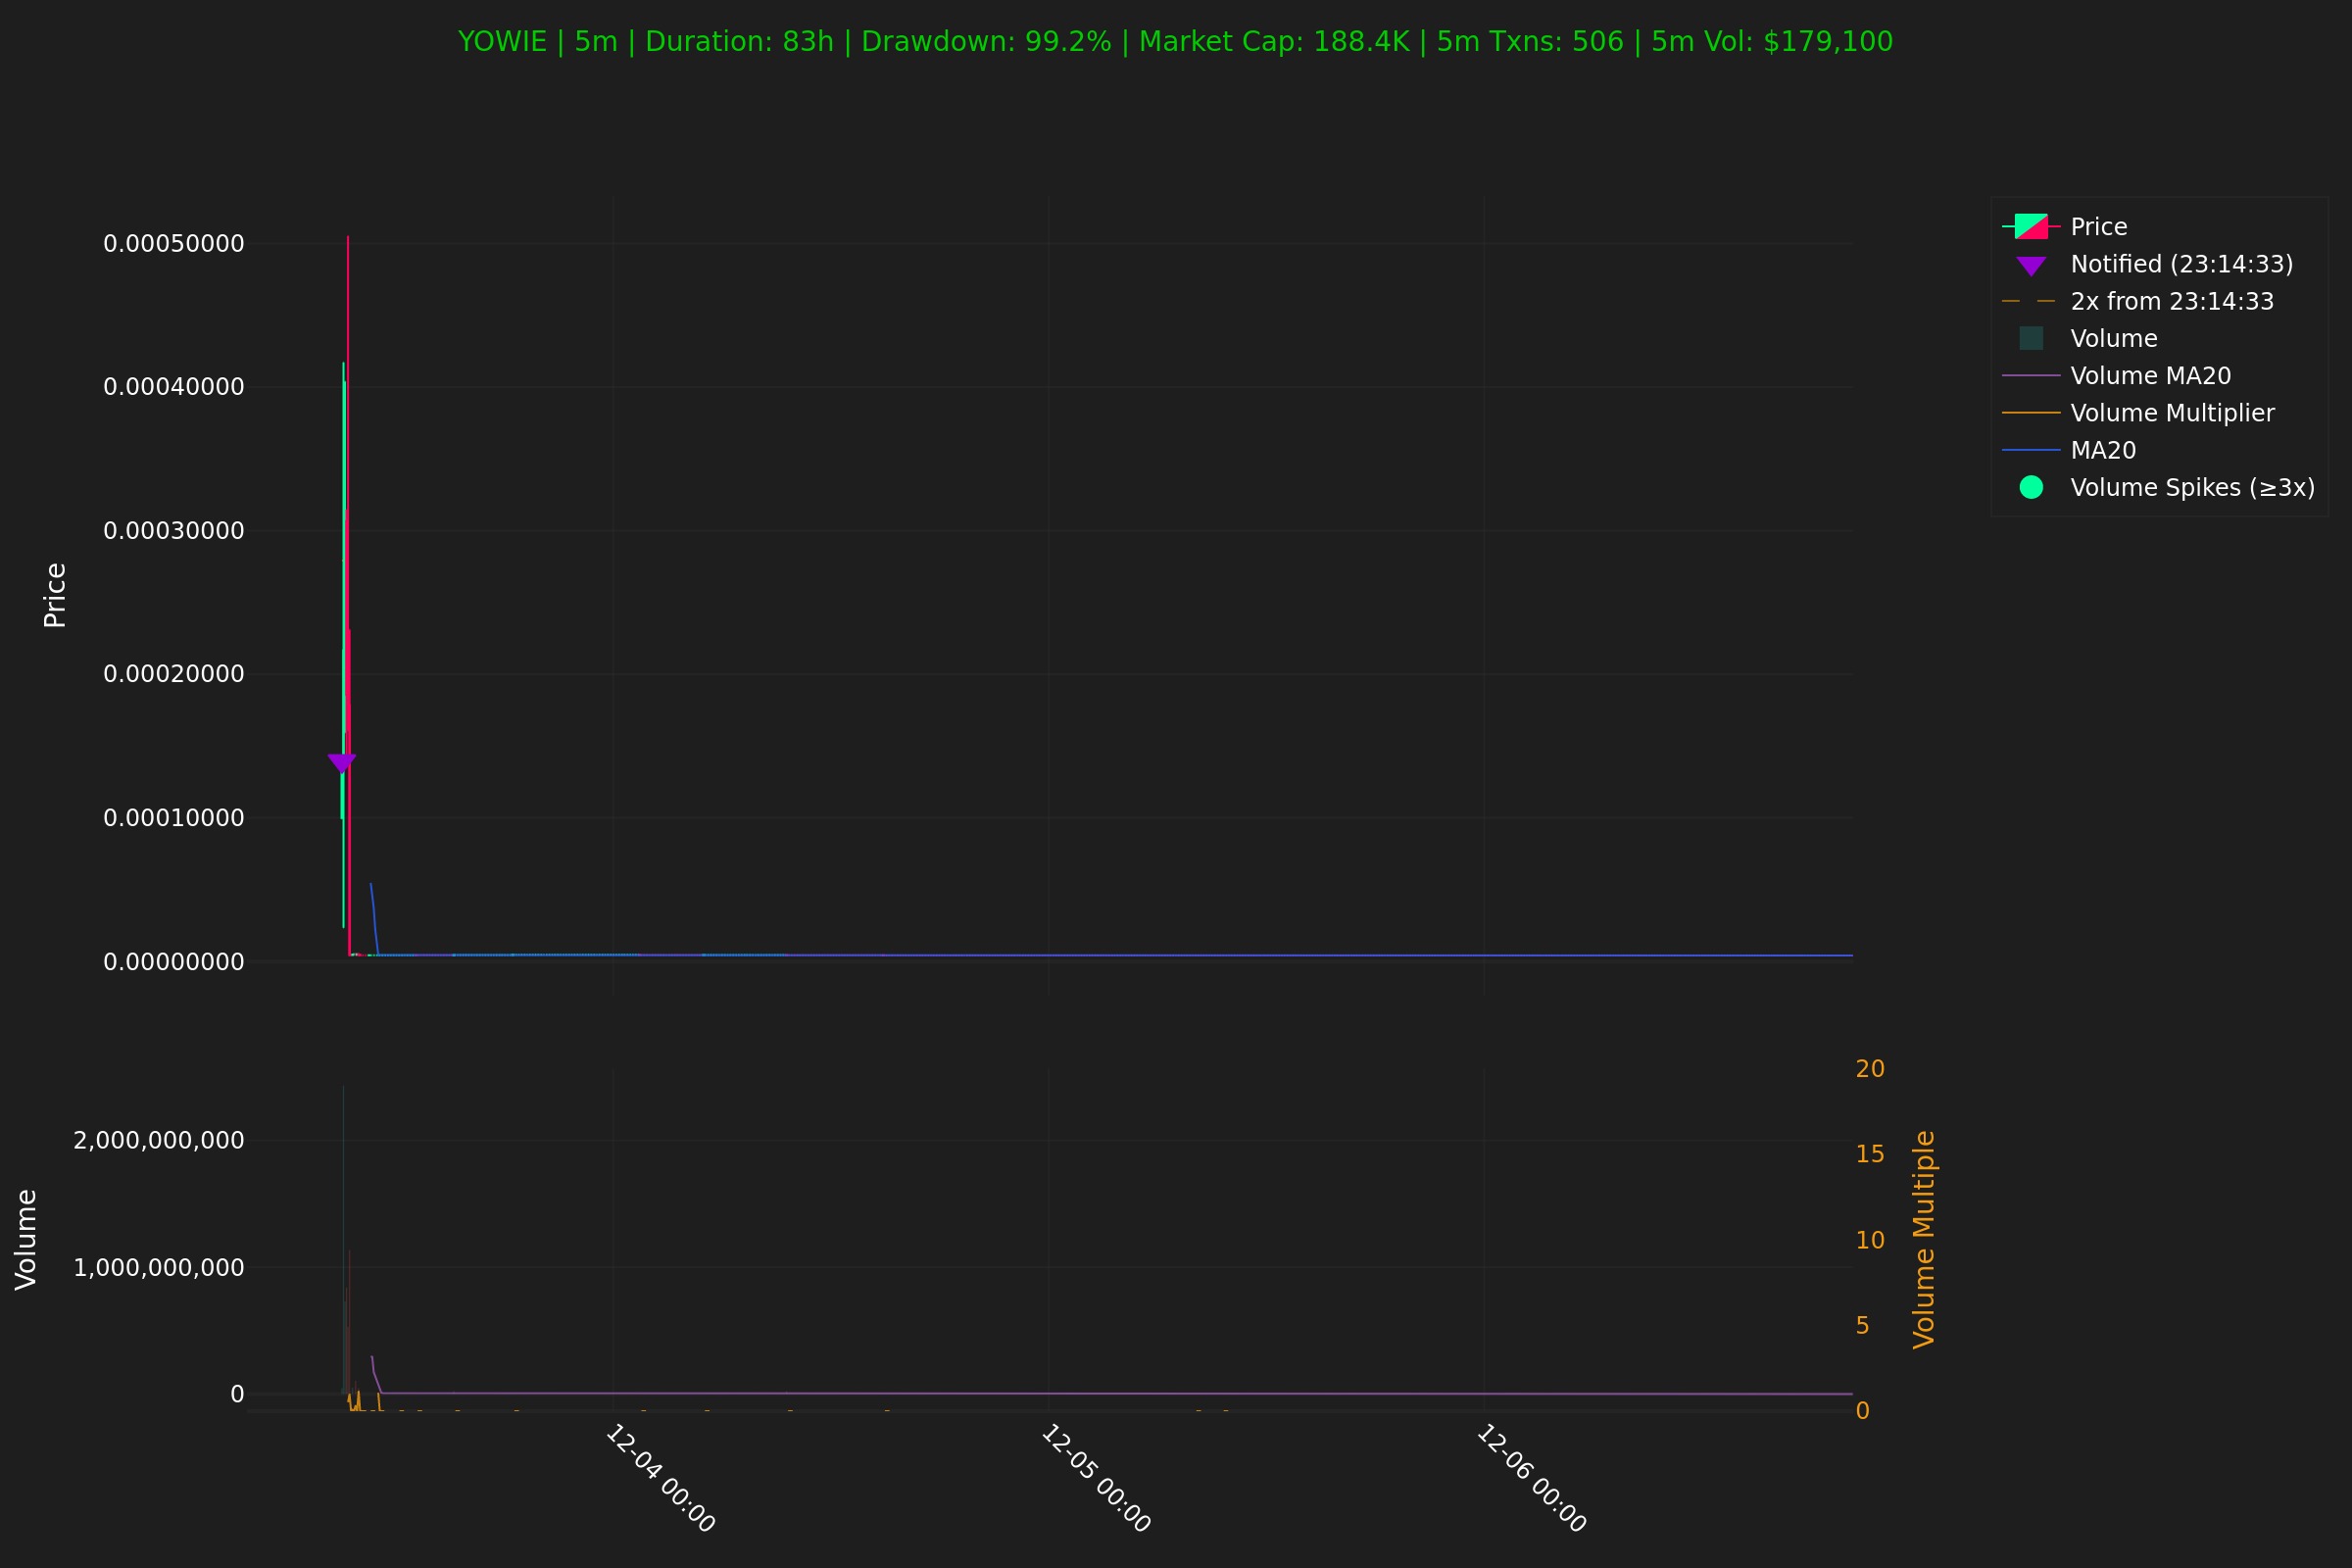 YOWIE | 5m | Duration: 83h | Drawdown: 99.2% | Market Cap: 188.4K | 5m Txns: 506 | 5m Vol: $179,100
Price
0.00050000
0.00040000
0.00030000
0.00020000
0.00010000
0.00000000
Price
Notified (23:14:33)
2x from 23:14:33
Volume
Volume MA20
Volume Multiplier
MA20
Volume Spikes (≥3x)
Volume
2,000,000,000
1,000,000,000
0
20
15
10
5
0
Volume Multiple
12-04 00:00
12-05 00:00
12-06 00:00